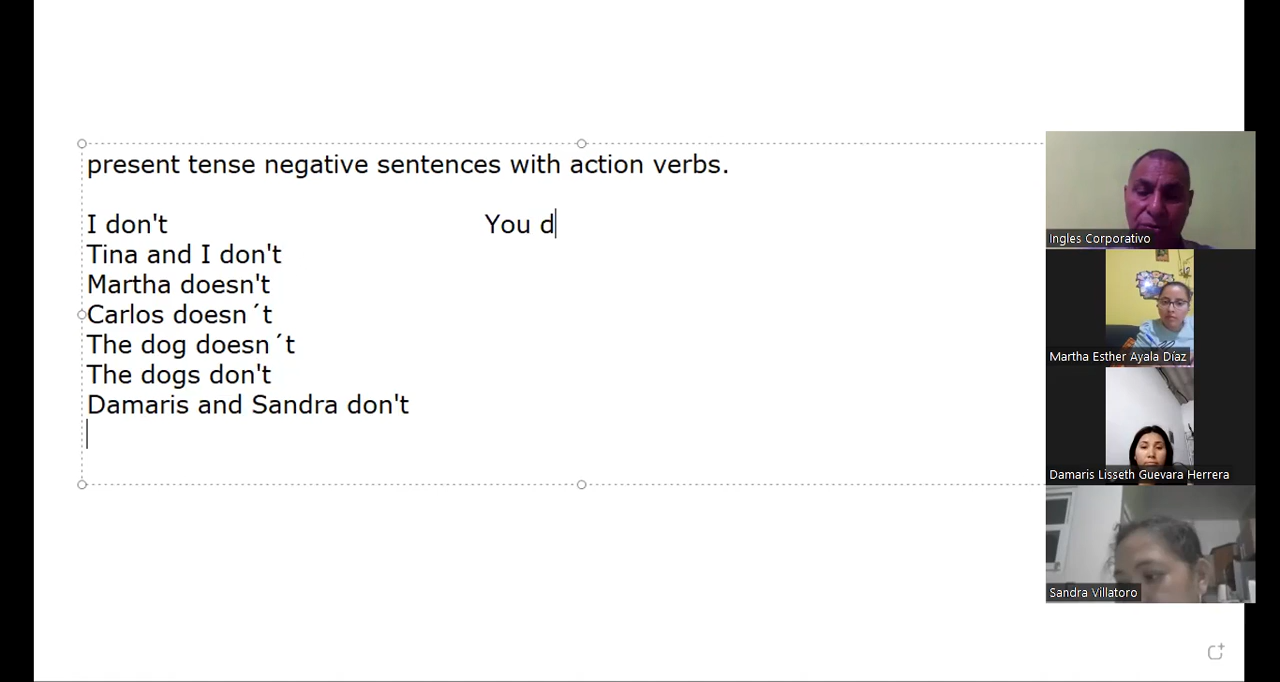 present tense negative sentences with action verbs.
I don't You d
Tina and I don't
Martha doesn't
Carlos doesn´t
The dog doesn´t
The dogs don't
Damaris and Sandra don't
Ingles Corporativo
Martha Esther Ayala Díaz
Damaris Lisseth Guevara Herrera
Sandra Villatoro